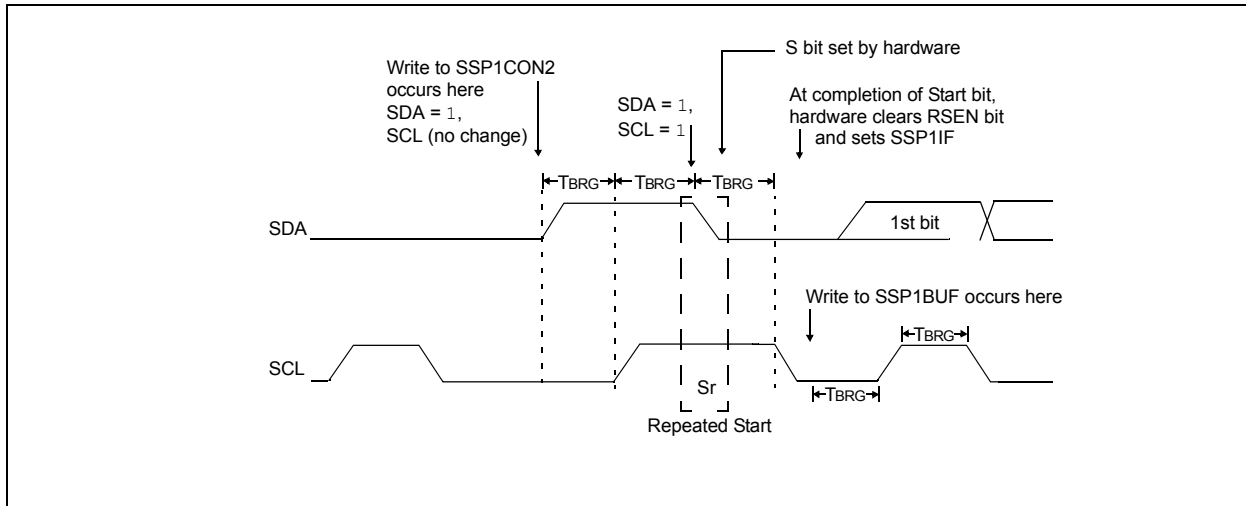 S bit set by hardware
Write to SSP1CON2
occurs here
SDA = 1,
SCL (no change)
SDA = 1,
SCL = 1
At completion of Start bit,
hardware clears RSEN bit
and sets SSP1IF
TBRG TBRG TBRG
SDA
1st bit
Write to SSP1BUF occurs here
TBRG
SCL
Sr
TBRG
Repeated Start